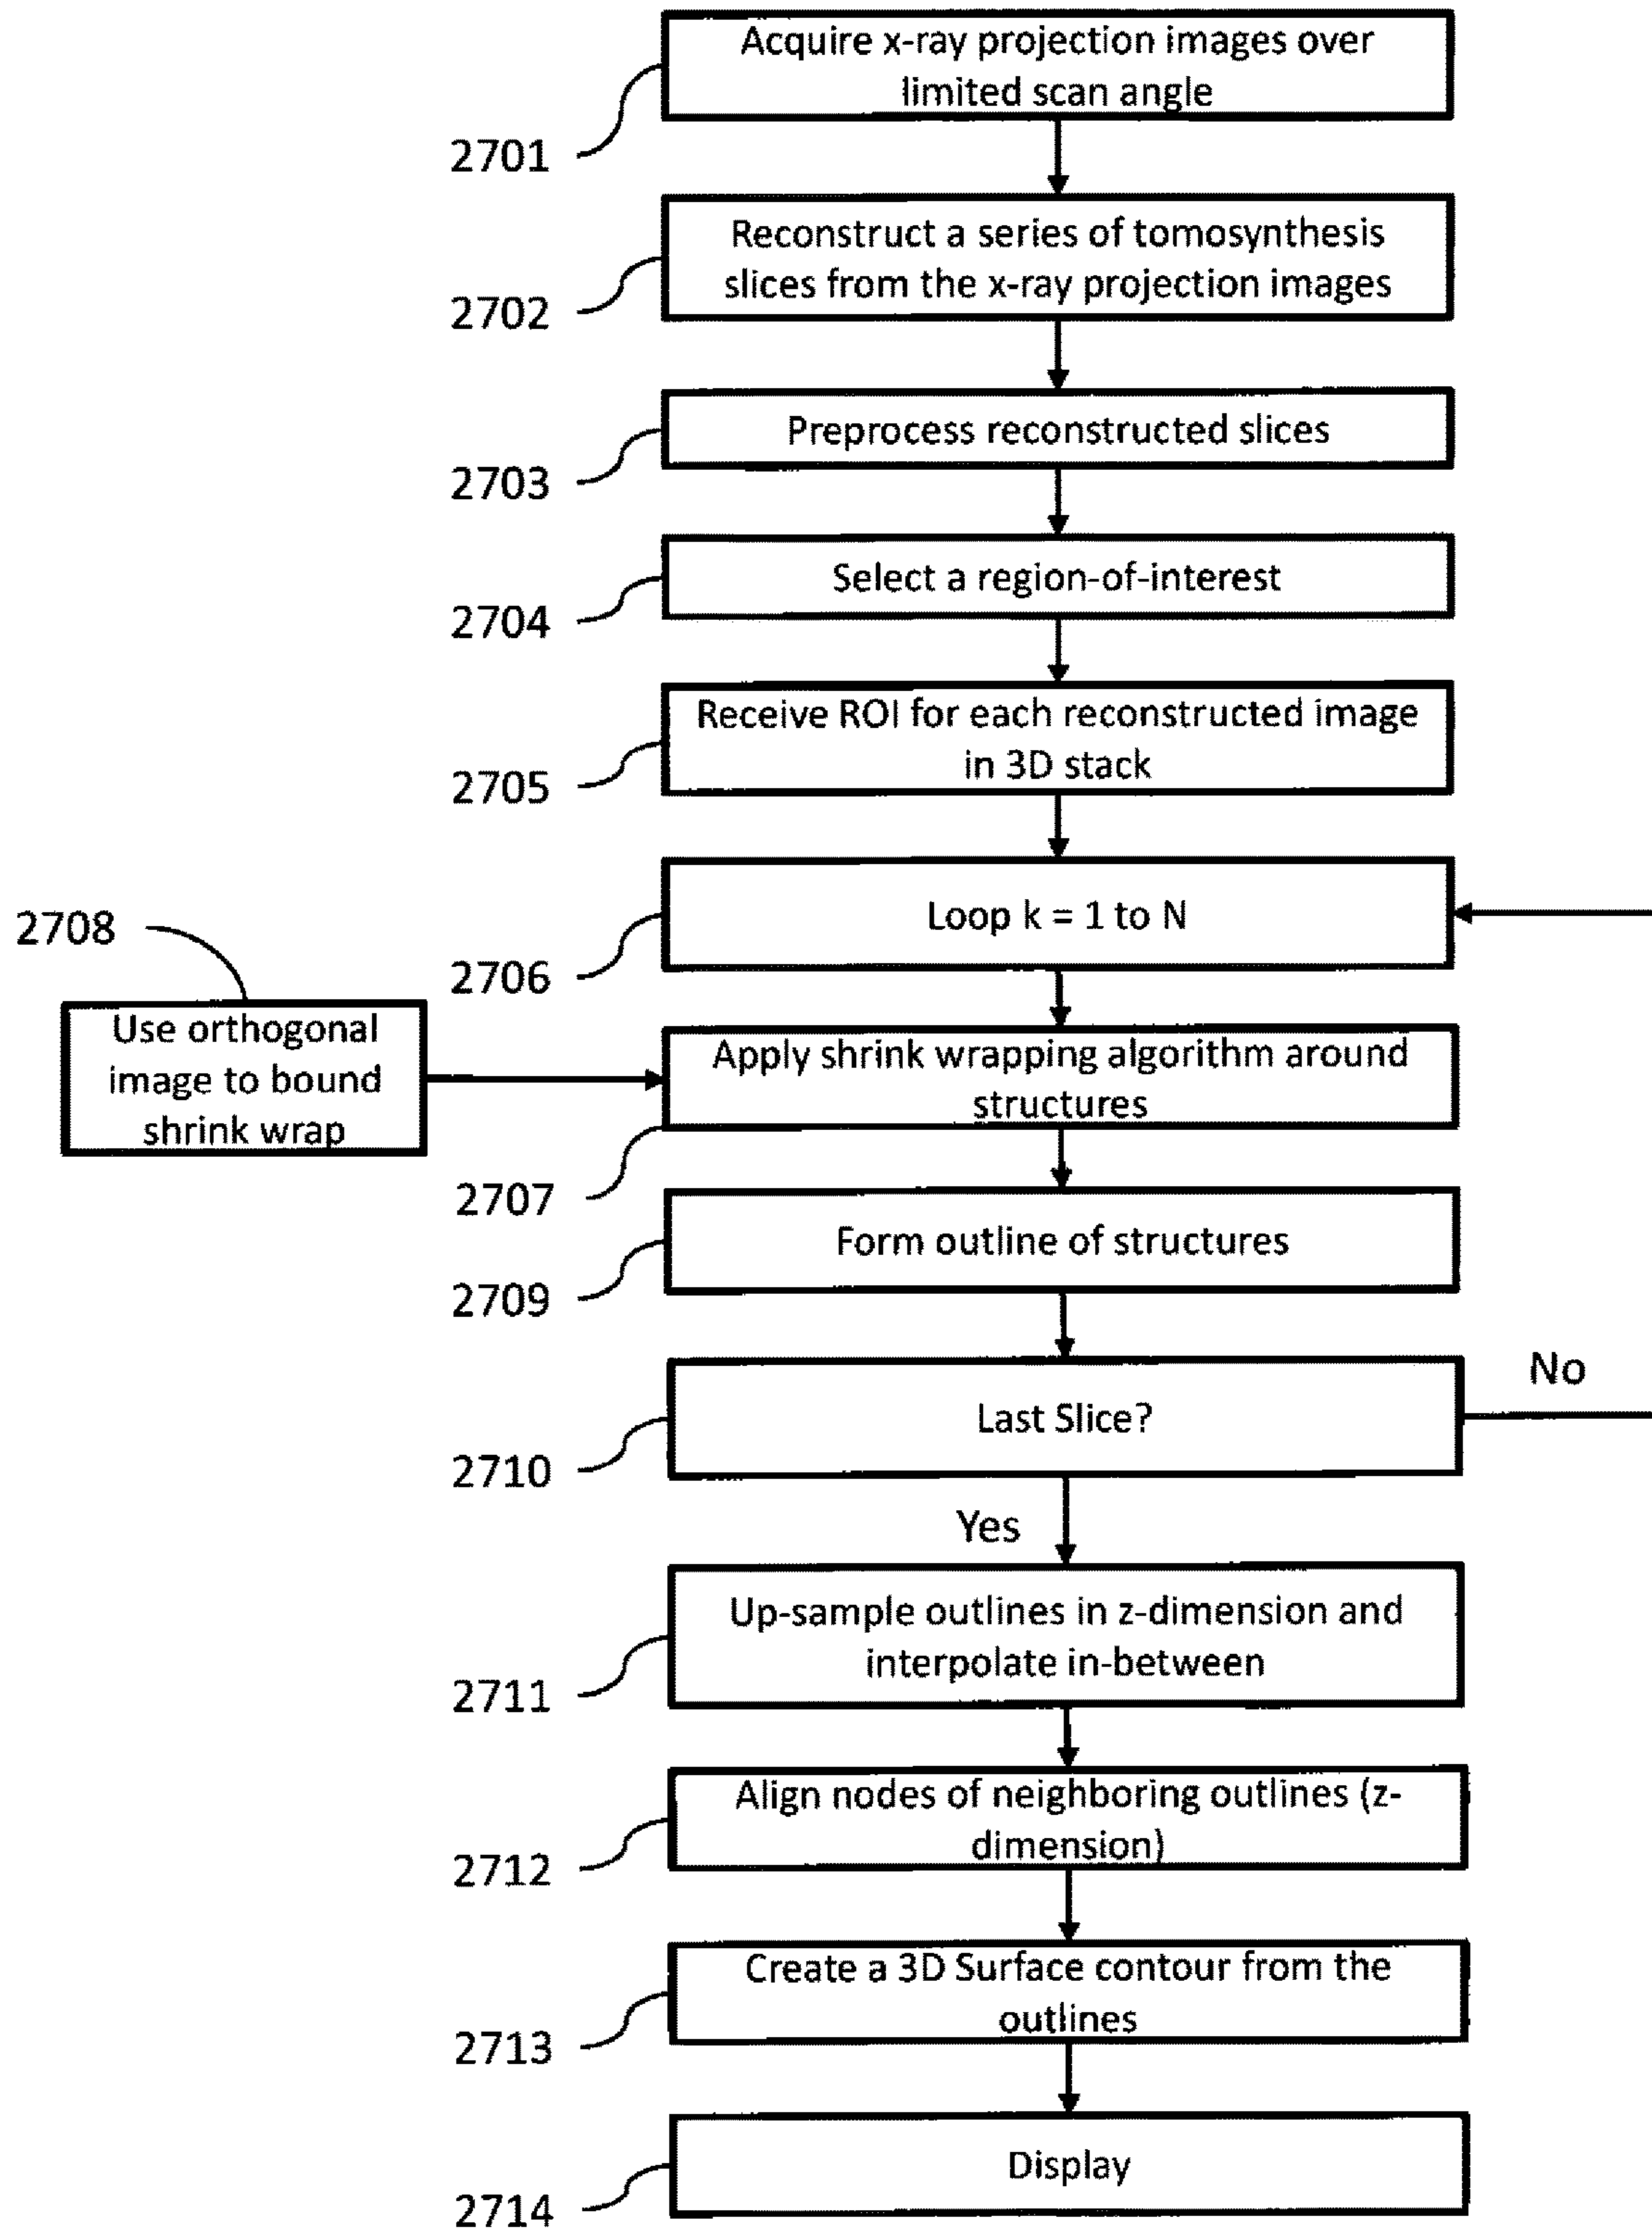 Acquire x-ray projection images over
limited scan angle
2701
Reconstruct a series of tomosynthesis
slices from the x-ray projection images
2702
Preprocess reconstructed slices
2703
Select a region-of-interest
2704
Receive ROI for each reconstructed image
in 3D stack
2705
Loop k = 1 to N
2706
2708
Use orthogonal
image to bound
shrink wrap
Apply shrink wrapping algorithm around
structures
2707
Form outline of structures
2709
Last Slice?
No
2710
Yes
Up-sample outlines in z-dimension and
interpolate in-between
2711
Align nodes of neighboring outlines (z-
dimension)
2712
Create a 3D Surface contour from the
outlines
2713
Display
2714